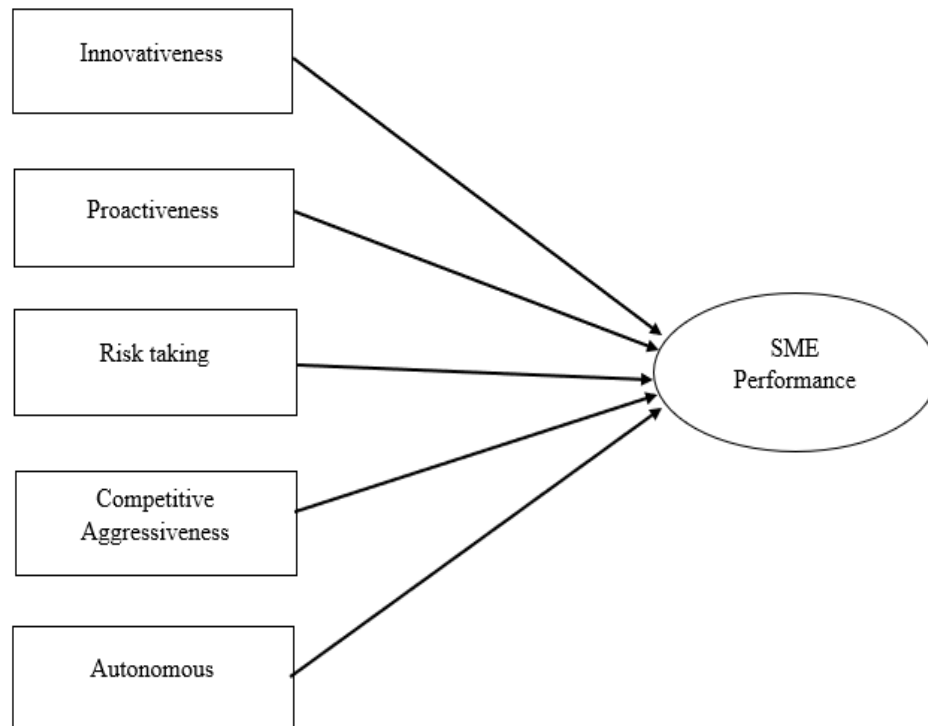 Innovativeness
Proactiveness
Risk taking
Competitive
Aggressiveness
Autonomous
SME
Performance